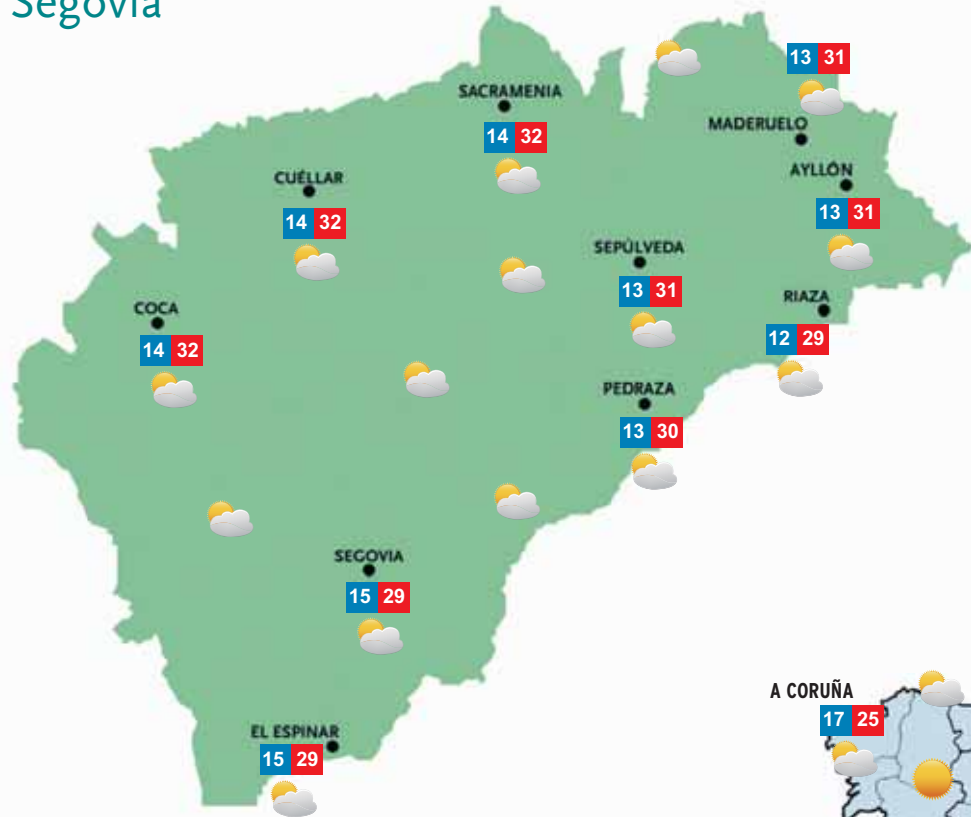 Segovia
13 31
SACRAMENIA
14 32
MADERUELO
AYLLÓN
13 31
CUÉLLAR
14 32
SEPÚLVEDA
13 31
RIAZA
12 29
COCA
14 32
PEDRAZA
13 30
SEGOVIA
15 29
A CORUÑA
17 25
EL ESPINAR
15 29